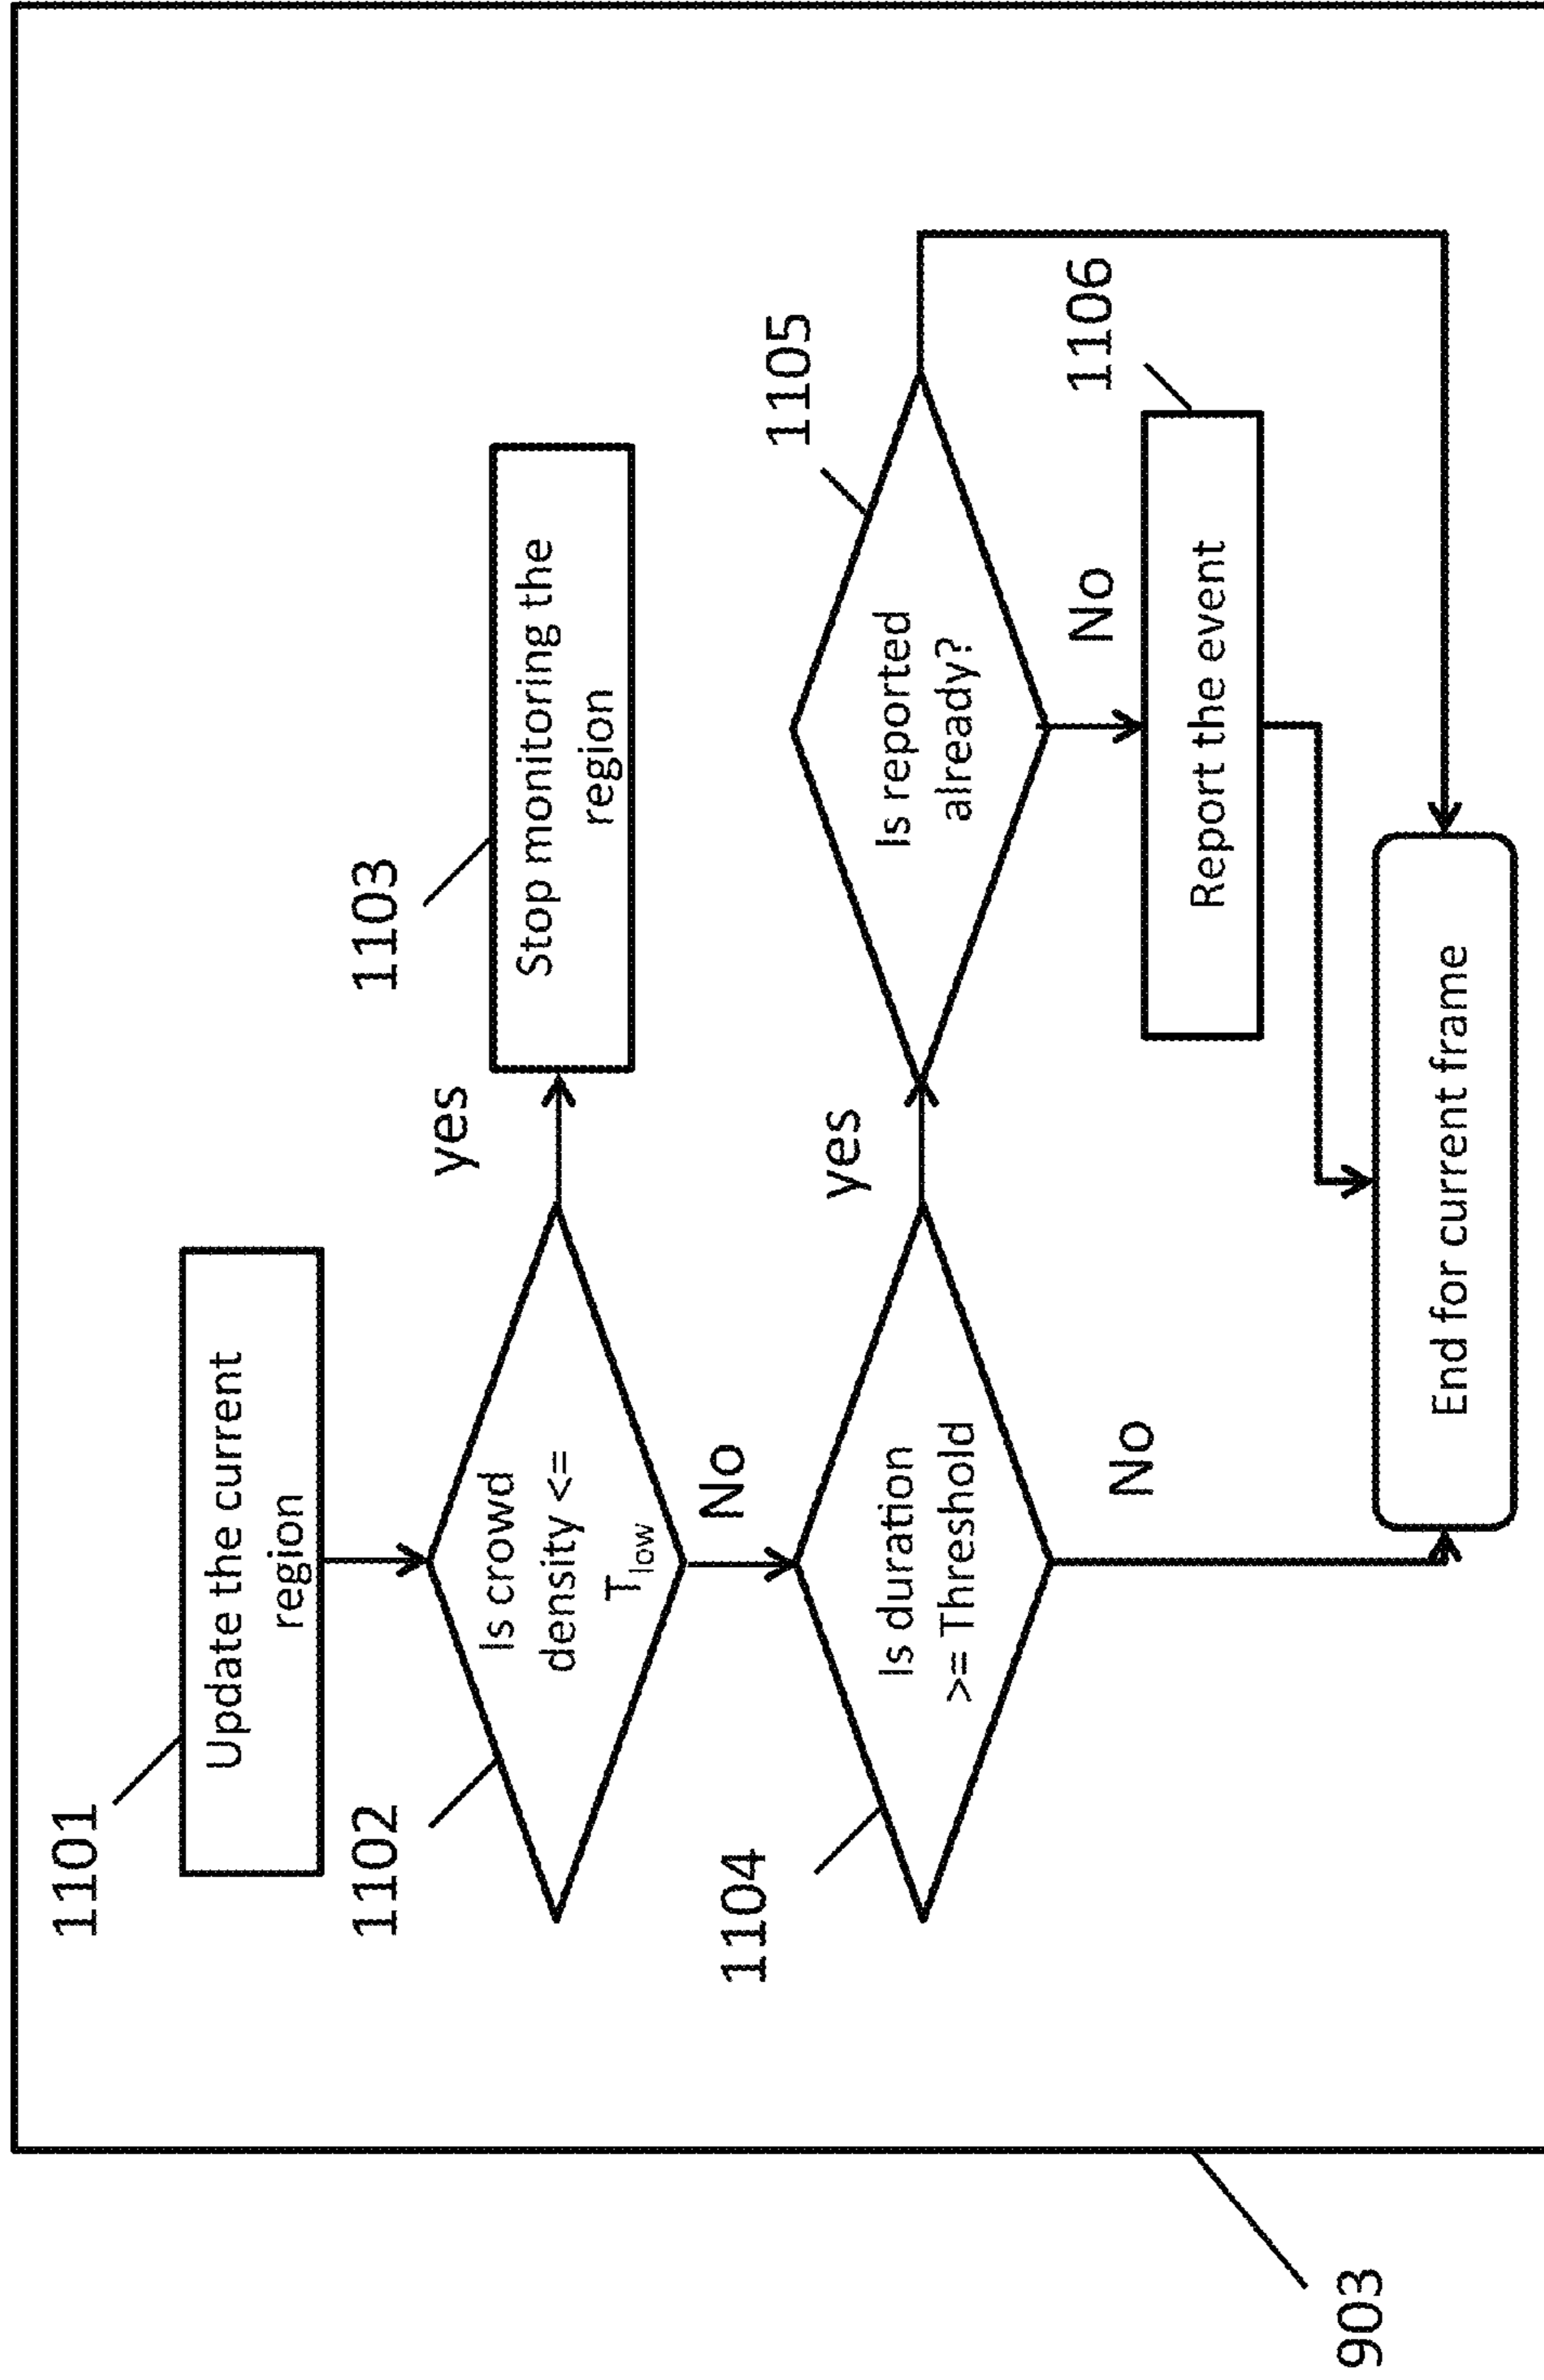 1101
Update the current
region
1102
Is crowd
density <=
Tlow
yes
1103
Stop monitoring the
region
No
1104
Is duration
>= Threshold
yes
1105
Is reported
already?
No
1106
Report the event
No
End for current frame
903